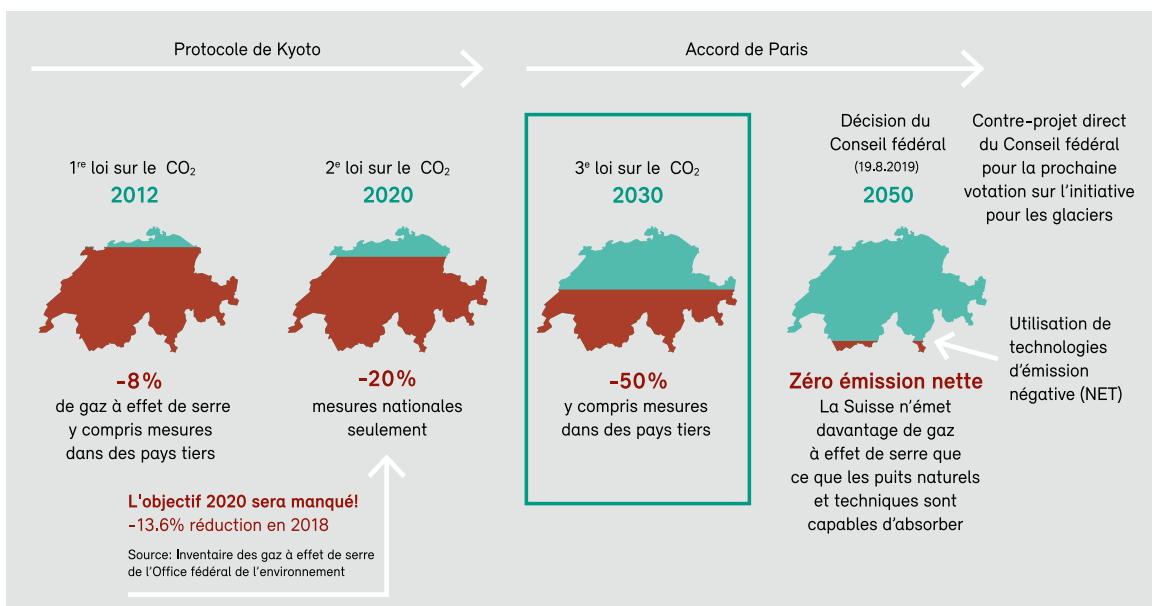 Protocole de Kyoto
Accord de Paris
1re loi sur le CO₂
2012
-8%
de gaz à effet de serre
y compris mesures
dans des pays tiers
2e loi sur le CO₂
2020
-20%
mesures nationales
seulement
L'objectif 2020 sera manqué!
-13.6% réduction en 2018
Source: Inventaire des gaz à effet de serre
de l'Office fédéral de l'environnement
3e loi sur le CO₂
2030
-50%
y compris mesures
dans des pays tiers
Décision du
Conseil fédéral
(19.8.2019)
2050
Zéro émission nette
La Suisse n'émet
davantage de gaz
à effet de serre que
ce que les puits naturels
et techniques sont
capables d'absorber
Contre-projet direct
du Conseil fédéral
pour la prochaine
votation sur l'initiative
pour les glaciers
Utilisation de
technologies
d'émission
négative (NET)